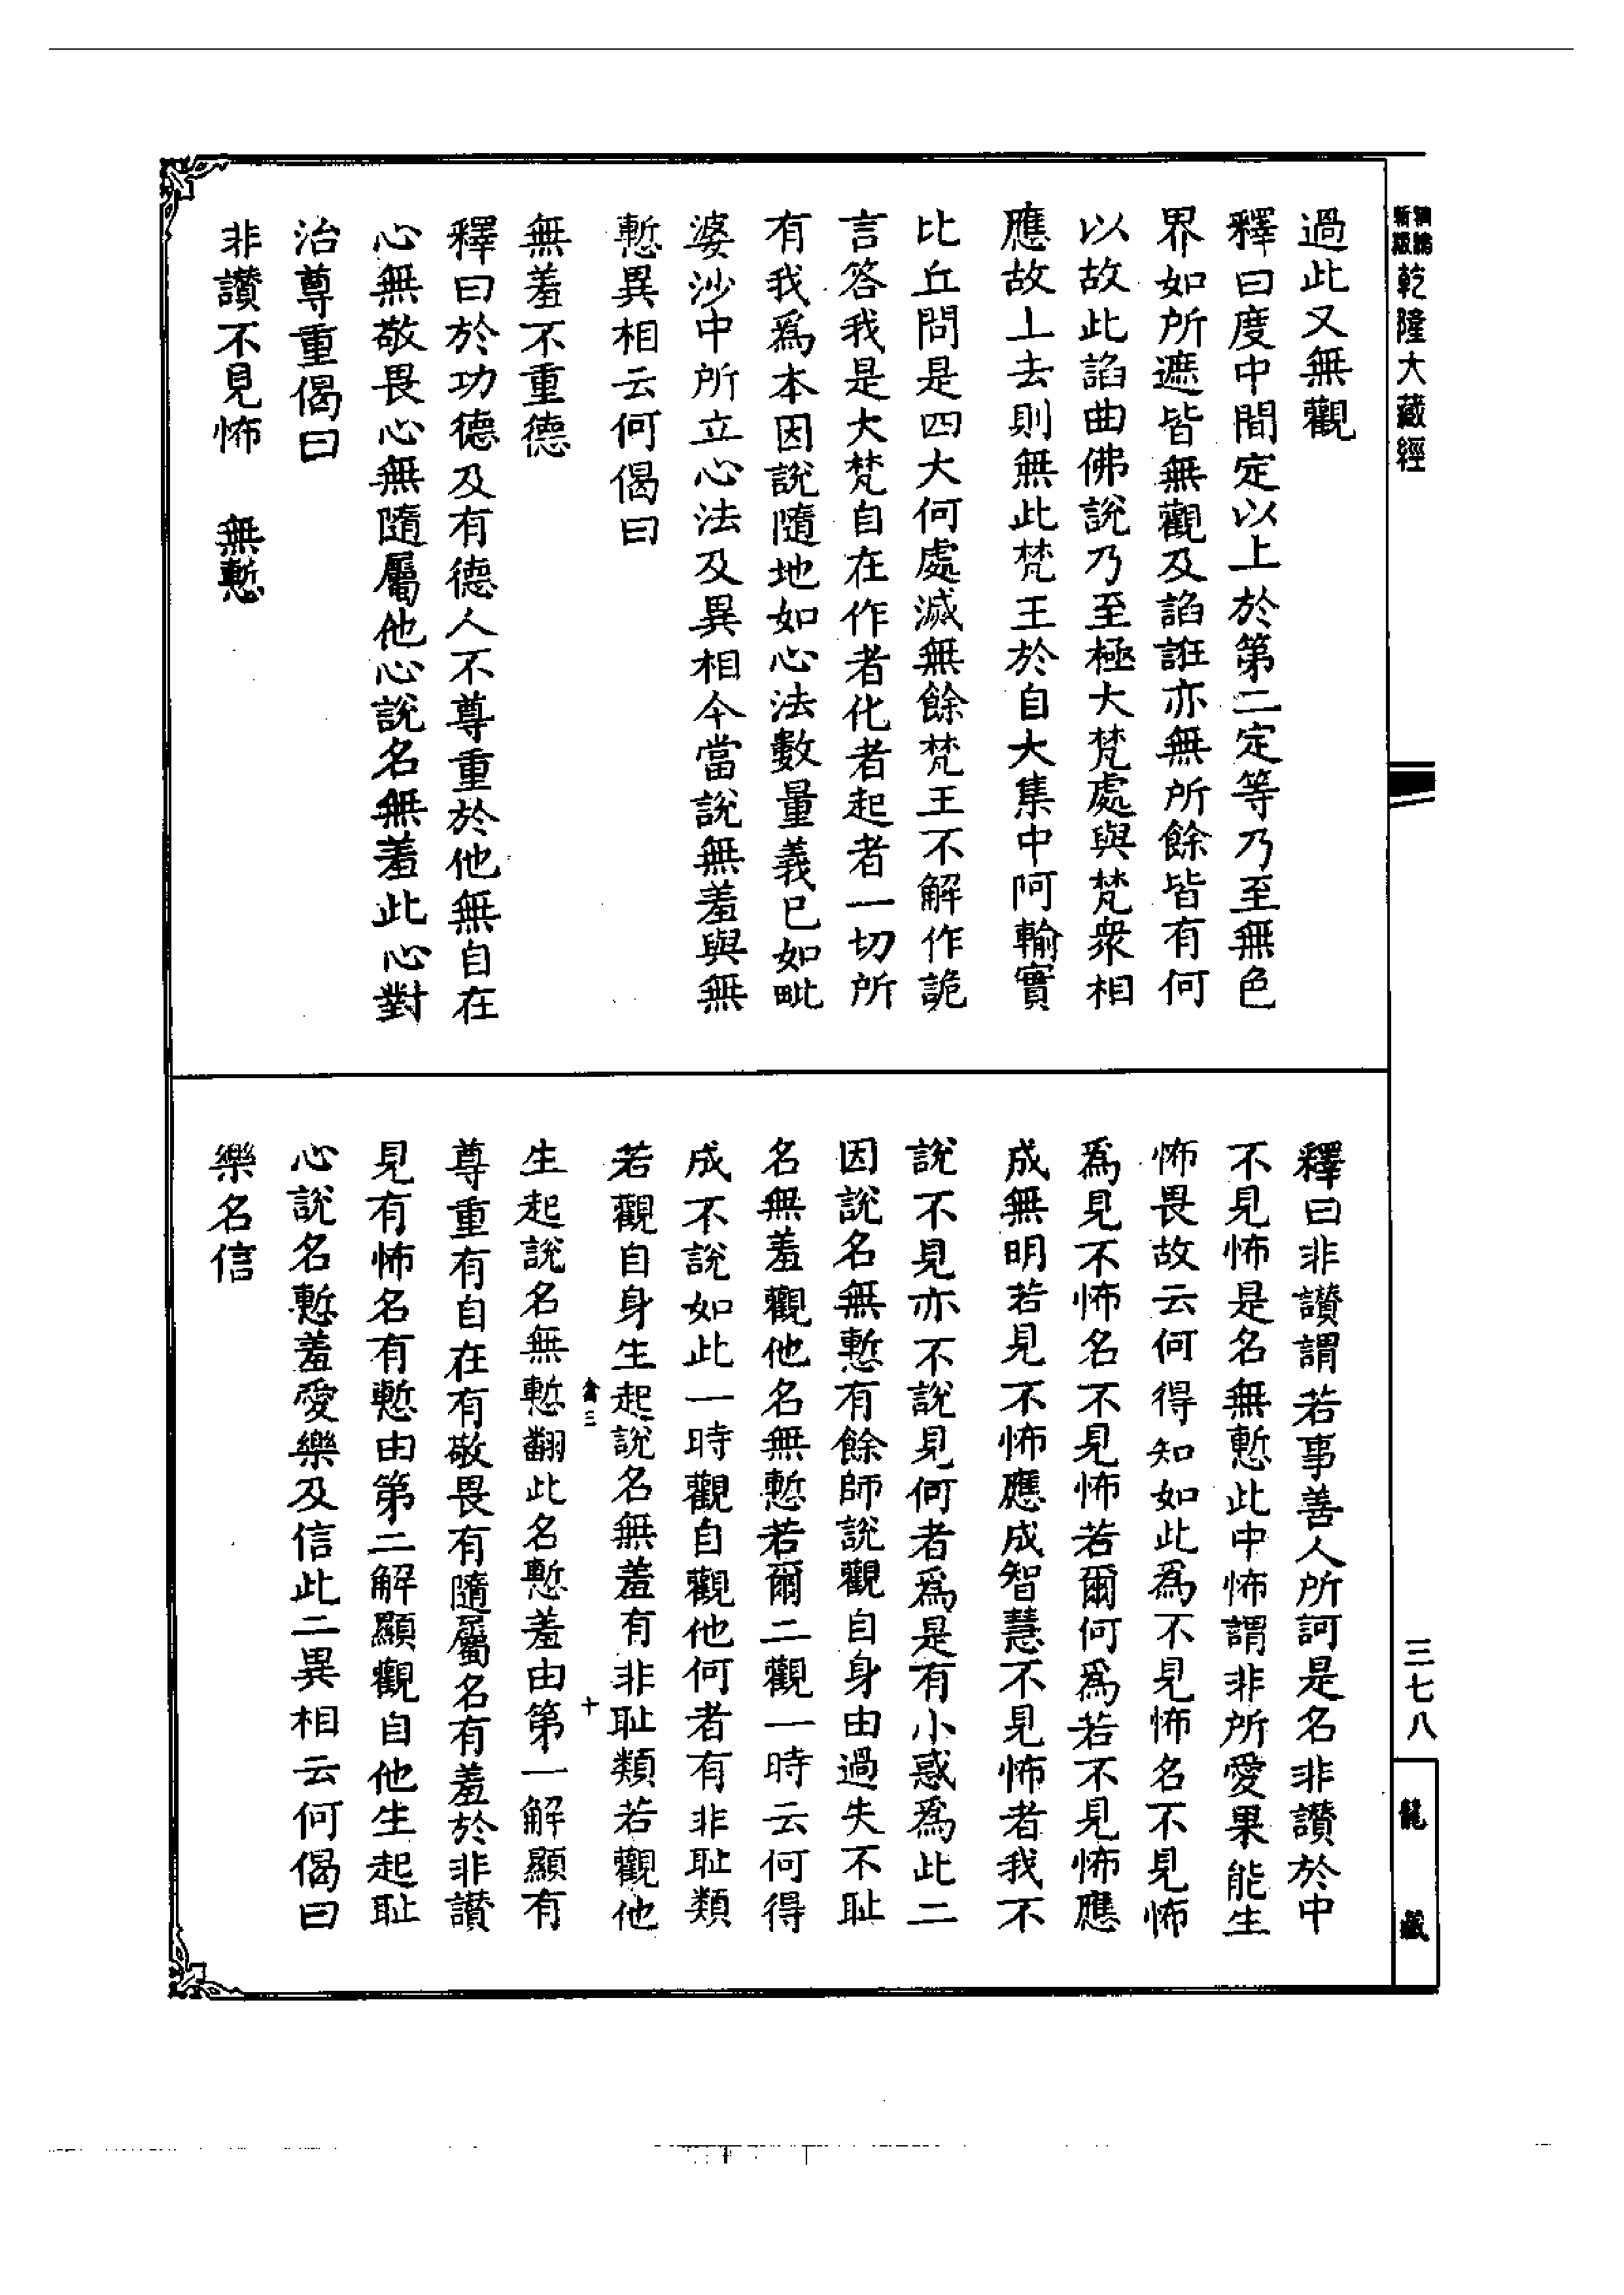 乾隆大藏經
三七八
龍藏
過此又無觀
釋曰度中間定以上於第二定等乃至無色
界如所遮皆無觀及諂誑亦無所餘皆有何
以故此諂曲佛說乃至極大梵處與梵衆相
應故上去則無此梵王於自大集中阿輸實
比丘問是四大何處滅無餘梵王不解作詭
言答我是大梵自在作者化者起者一切所
有我爲本因說隨地如心法數量義已如毗
婆沙中所立心法及異相今當說無羞與無
慙異相云何偈曰
無羞不重德
釋曰於功德及有德人不尊重於他無自在
心無敬畏心無隨屬他心說名無羞此心對
治尊重偈曰
非讚不見怖 無慙
釋曰非讚謂若事善人所訶是名非讚於中
不見怖是名無慙此中怖謂非所愛果能生
怖畏故云何得知如此爲不見怖名不見怖
爲見不怖名不見怖若爾何爲若不見怖應
成無明若見不怖應成智慧不見怖者我不
說不見亦不說見何者爲是有小惑爲此二
因說名無慙有餘師說觀自身由過失不耻
名無羞觀他名無慙若爾二觀一時云何得
成不說如此一時觀自觀他何者有非耻類
若觀自身生起說名無羞有非耻類若觀他
十
生起說名無慙翻此名慙羞由第一解顯有
尊重有自在有敬畏有隨屬名有羞於非讚
見有怖名有慙由第二解顯觀自他生起耻
心說名慙羞愛樂及信此二異相云何偈曰
樂名信